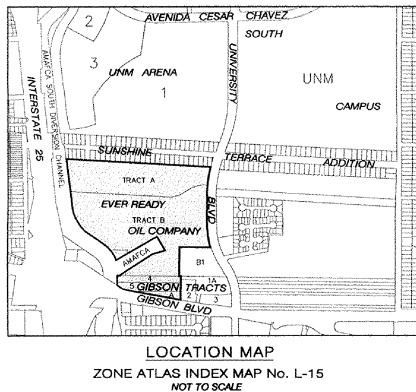 AVENIDA CESAR CHAVEZ
2
SOUTH
3
UNM ARENA
1
UNIVERSITY
UNM
CAMPUS
AMAFCA SOUTH DIVERSION CHANNEL
INTERSTATE 25
SUNSHINE TERRACE ADDITION
TRACT A
EVER READY
BLVD
TRACT B
OIL COMPANY
AMAFCA
B1
4
1A
5 GIBSON TRACTS
A 2 3
GIBSON BLVD
LOCATION MAP
ZONE ATLAS INDEX MAP No. L-15
NOT TO SCALE